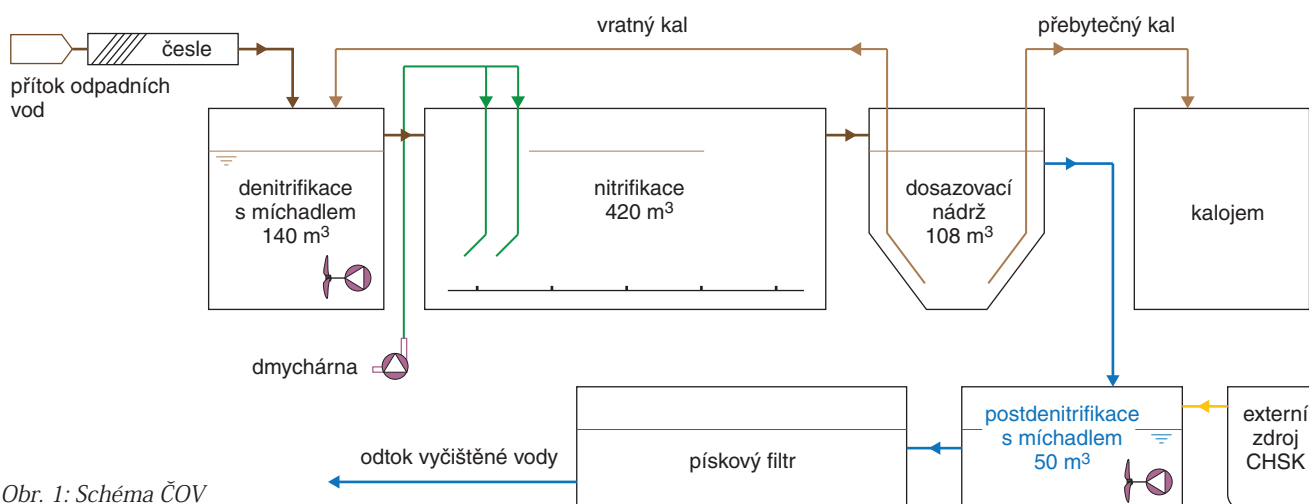 vratný kal
přebytečný kal
česle
přítok odpadních
vod
denitrifikace
s míchadlem
140 m³
nitrifikace
420 m³
dosazovací
nádrž
108 m³
kalojem
dmychárna
postdenitrifikace
s míchadlem
50 m³
externí
zdroj
CHSK
pískový filtr
odtok vyčištěné vody
Obr. 1: Schéma ČOV